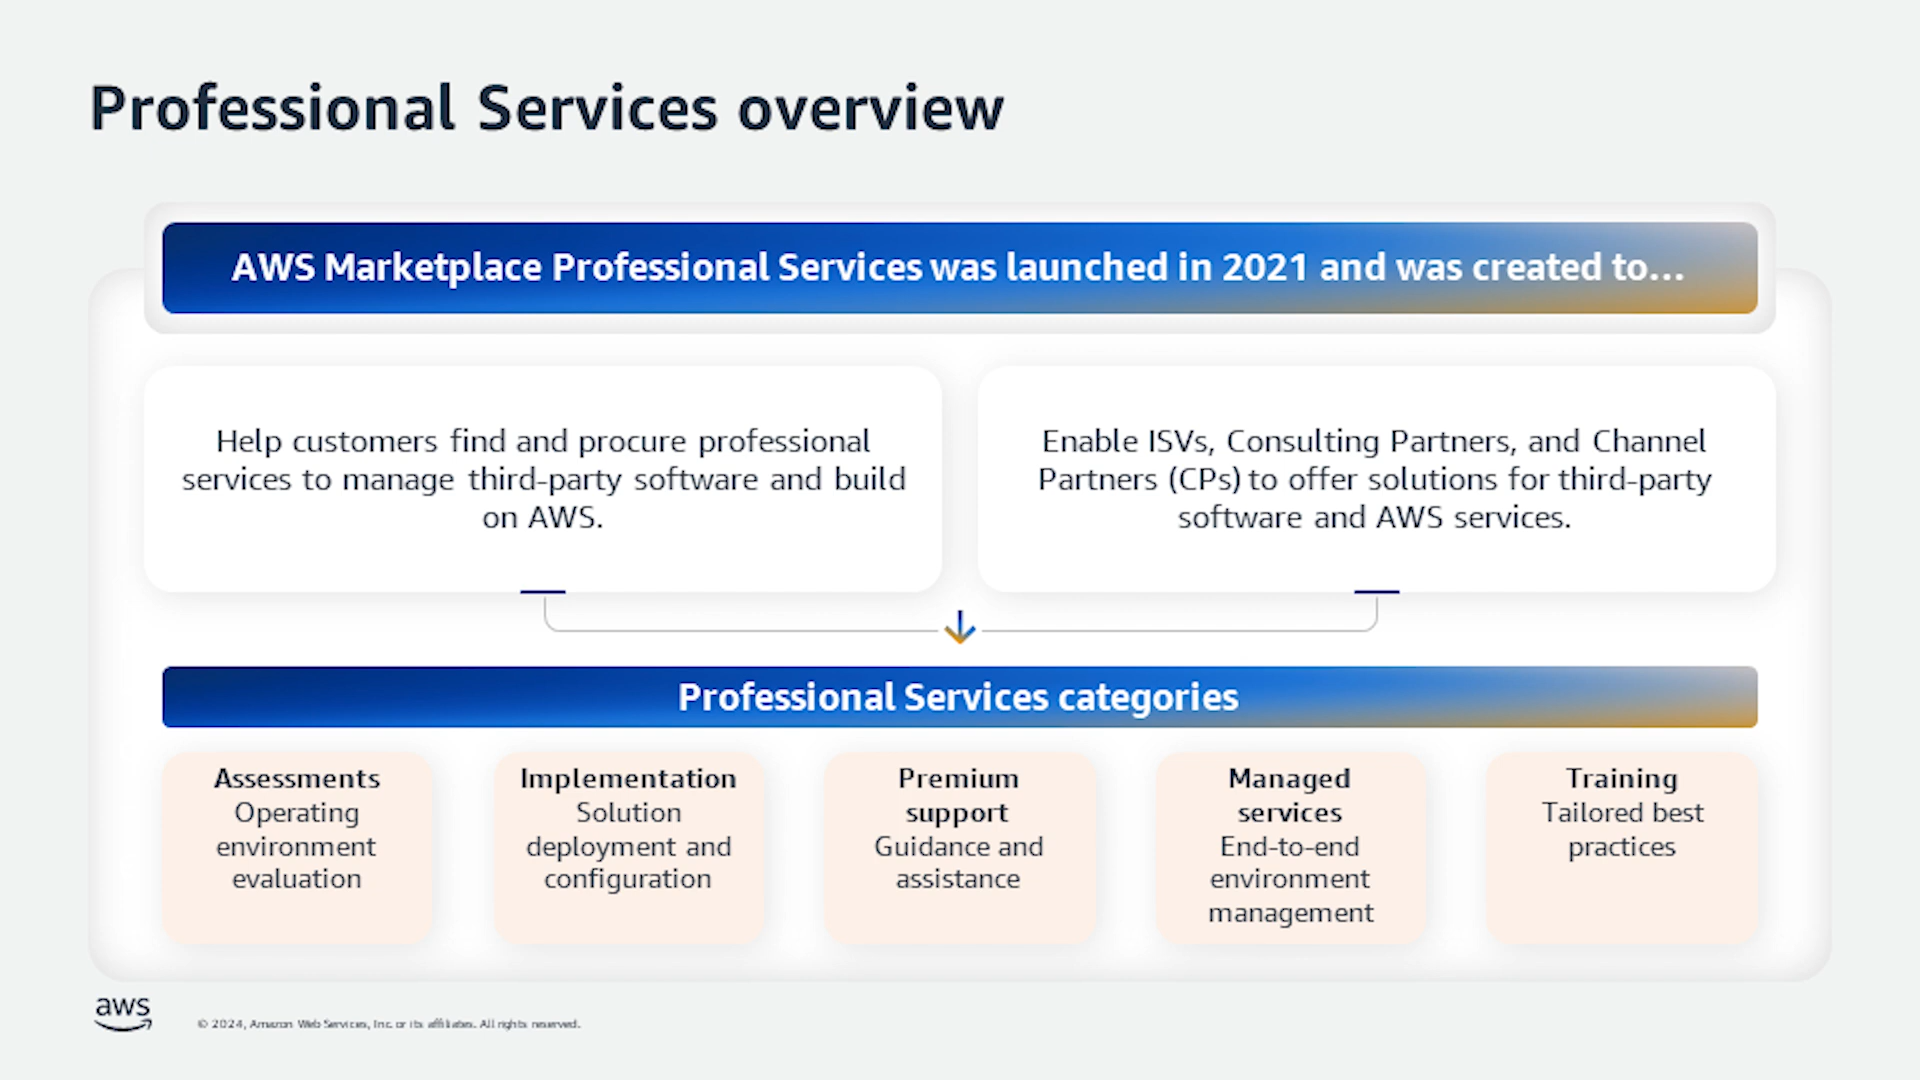 Professional Services overview
AWS Marketplace Professional Services was launched in 2021 and was created to...
Help customers find and procure professional
services to manage third-party software and build
on AWS.
Enable ISVs, Consulting Partners, and Channel
Partners (CPs) to offer solutions for third-party
software and AWS services.
Professional Services categories
Assessments
Operating
environment
evaluation
Implementation
Solution
deployment and
configuration
Premium
support
Guidance and
assistance
Managed
services
End-to-end
environment
management
Training
Tailored best
practices
aws
© 2024, Amazon Web Services, Inc. or its affiliates. All rights reserved.